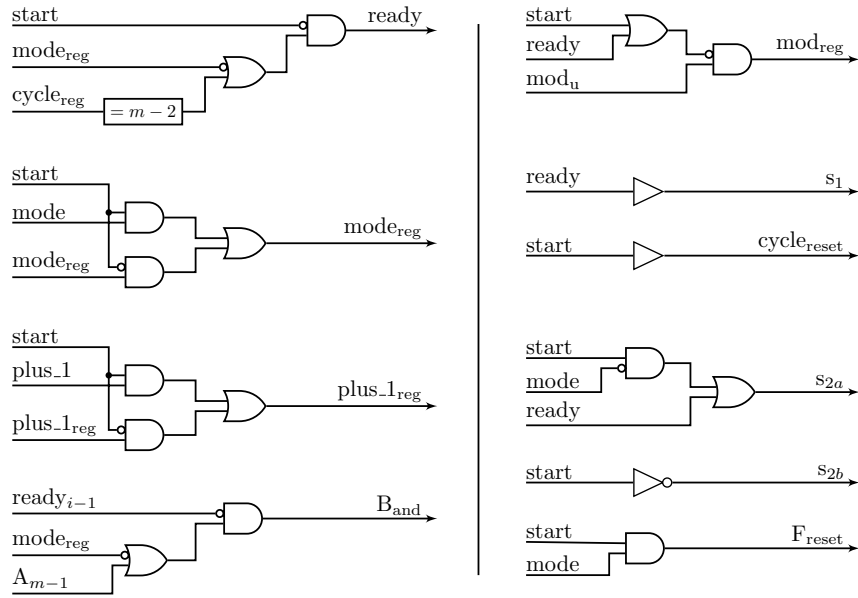 start
ready
mode_reg
cycle_reg
= m − 2
start
mode
mode_reg
mode_reg
start
plus_1
plus_1_reg
plus_1_reg
ready_{i−1}
B_and
mode_reg
A_{m−1}
start
ready
mod_reg
mod_u
ready
s_1
start
cycle_reset
start
mode
s_{2a}
ready
start
s_{2b}
start
F_reset
mode